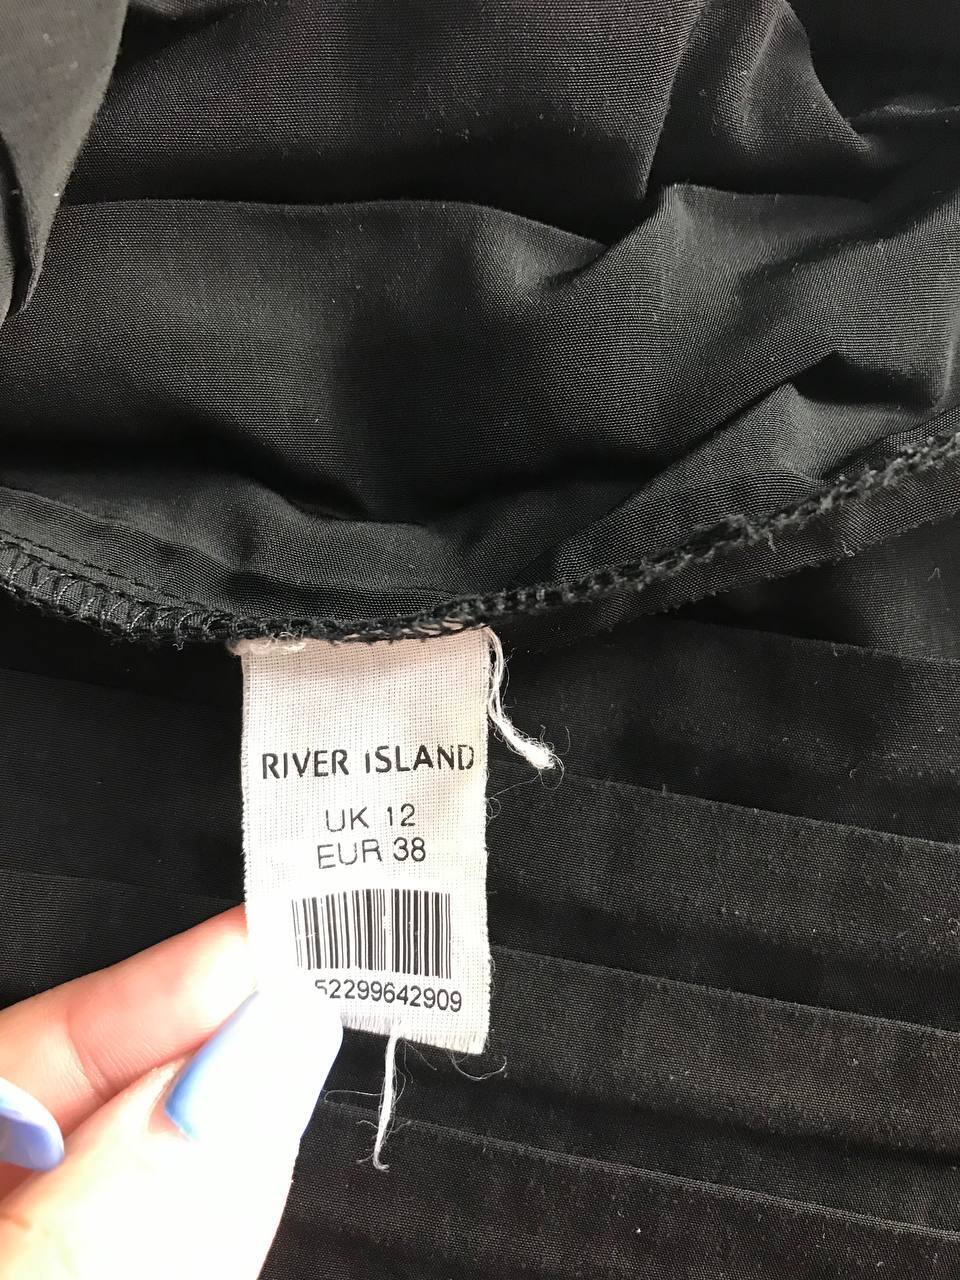 RIVER ISLAND
UK 12
EUR 38
52299642909